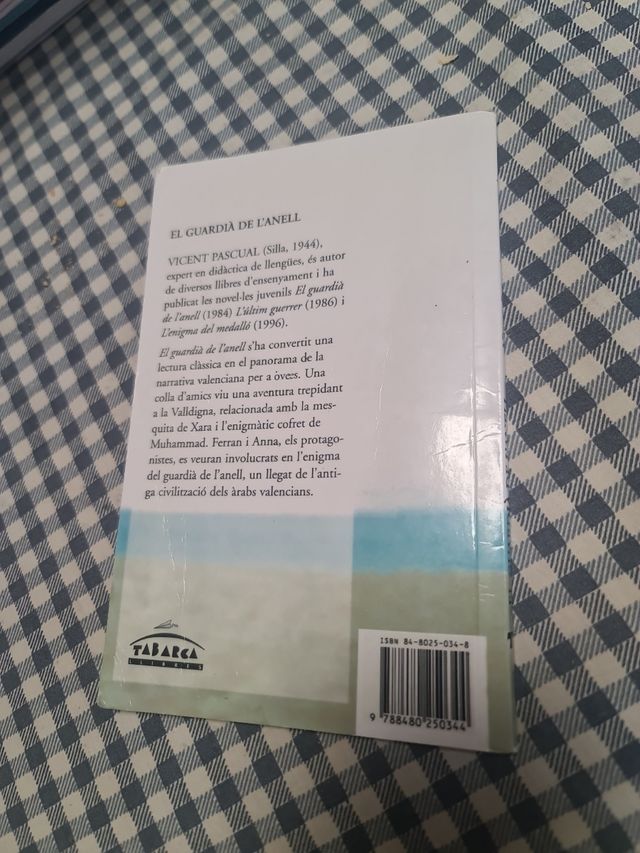 EL GUARDIÀ DE L'ANELL
VICENT PASCUAL (Silla, 1944),
expert en didàctica de llengües, és autor
de diversos llibres d'ensenyament i ha
publicat les novel·les juvenils El guardià
de l'anell (1984) L'últim guerrer (1986) i
L'enigma del medalló (1996).
El guardià de l'anell s'ha convertit una
lectura clàssica en el panorama de la
narrativa valenciana per a joves. Una
colla d'amics viu una aventura trepidant
a la Valldigna, relacionada amb la mes-
quita de Xara i l'enigmàtic cofret de
Muhammad. Ferran i Anna, els protago-
nistes, es veuran involucrats en l'enigma
del guardià de l'anell, un llegat de l'anti-
ga civilització dels àrabs valencians.
TABARCA
LLIBRES
ISBN 84-8025-034-8
9 788480 250344